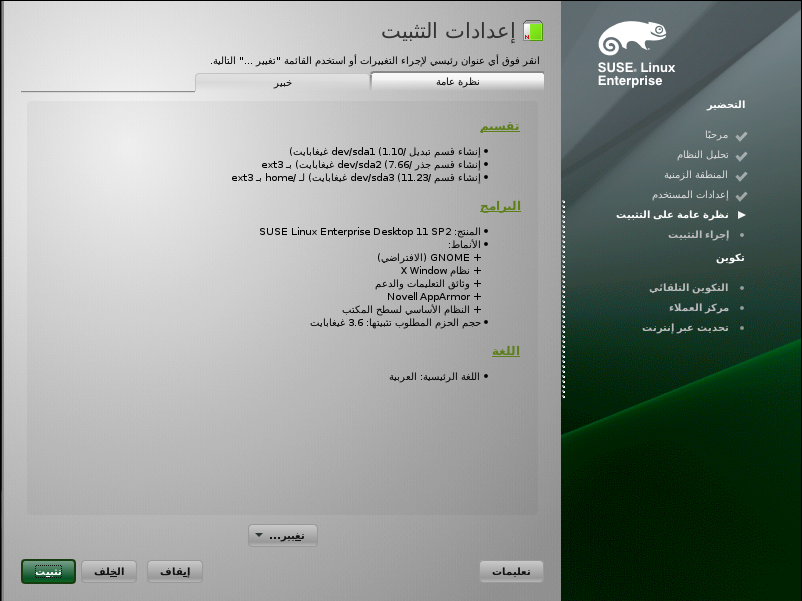 SUSE Linux
Enterprise
التحضير
مرحبًا
تحليل النظام
المنطقة الزمنية
إعدادات المستخدم
نظرة عامة على التثبيت
إجراء التثبيت
تكوين
التكوين التلقائي
مركز العملاء
تحديث عبر إنترنت
إعدادات التثبيت
انقر فوق أي عنوان رئيسي لإجراء التغييرات أو استخدم القائمة "تغيير ..." التالية.
نظرة عامة
خبير
تقسيم
إنشاء قسم تبديل /dev/sda1 (1.10 غيغابايت)
إنشاء قسم جذر /dev/sda2 (7.66 غيغابايت) بـ ext3
إنشاء قسم /dev/sda3 (11.23 غيغابايت) لـ /home بـ ext3
البرامج
المنتج: SUSE Linux Enterprise Desktop 11 SP2
الأنماط:
+ GNOME (الافتراضي)
+ نظام X Window
+ وثائق التعليمات والدعم
+ Novell AppArmor
+ النظام الأساسي لسطح المكتب
حجم الحزم المطلوب تثبيتها: 3.6 غيغابايت
اللغة
اللغة الرئيسية: العربية
تغيير...
تعليمات
إيقاف
الخلف
تثبيت